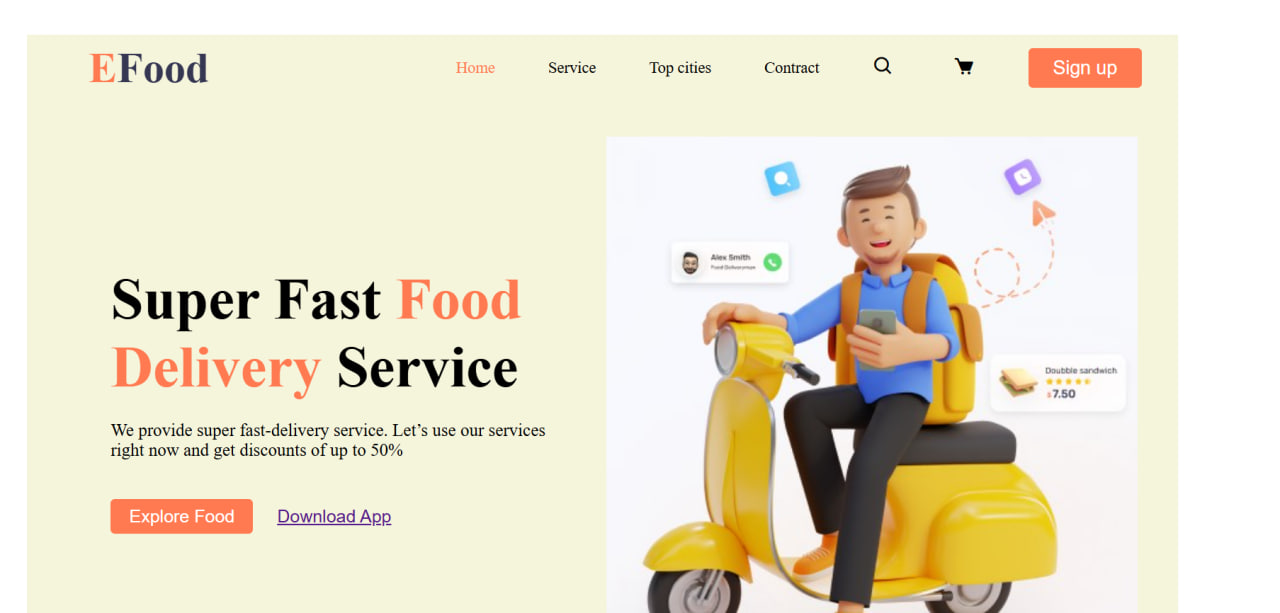 EFood
Home Service Top cities Contract Sign up
Super Fast Food
Delivery Service
We provide super fast-delivery service. Let’s use our services
right now and get discounts of up to 50%
Explore Food Download App
Alex Smith
Food Deliveryman
Doubble sandwich
$7.50